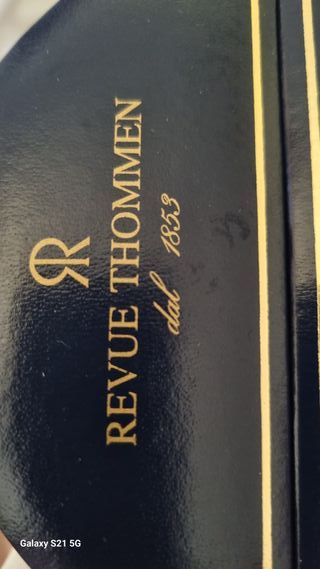 REVUE THOMMEN
dal 1853
Galaxy S21 5G